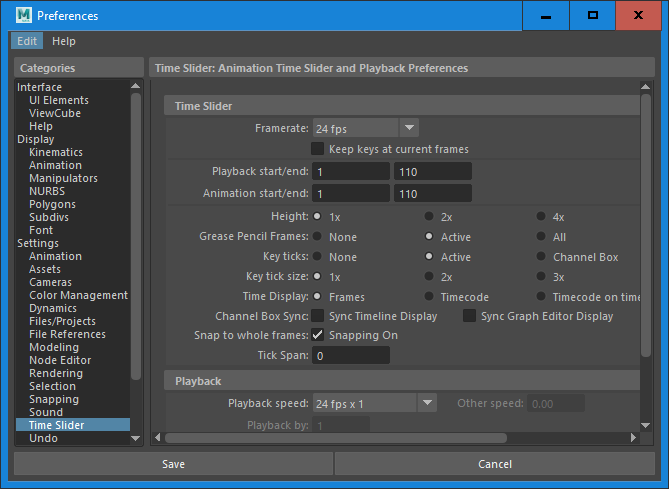 M Preferences
Edit Help
Categories
Interface
UI Elements
ViewCube
Help
Display
Kinematics
Animation
Manipulators
NURBS
Polygons
Subdivs
Font
Settings
Animation
Assets
Cameras
Color Management
Dynamics
Files/Projects
File References
Modeling
Node Editor
Rendering
Selection
Snapping
Sound
Time Slider
Undo
Time Slider: Animation Time Slider and Playback Preferences
Time Slider
Framerate: 24 fps
Keep keys at current frames
Playback start/end: 1 110
Animation start/end: 1 110
Height: 1x 2x 4x
Grease Pencil Frames: None Active All
Key ticks: None Active Channel Box
Key tick size: 1x 2x 3x
Time Display: Frames Timecode Timecode on time
Channel Box Sync: Sync Timeline Display Sync Graph Editor Display
Snap to whole frames: Snapping On
Tick Span: 0
Playback
Playback speed: 24 fps x 1 Other speed: 0.00
Playback by: 1
Save Cancel